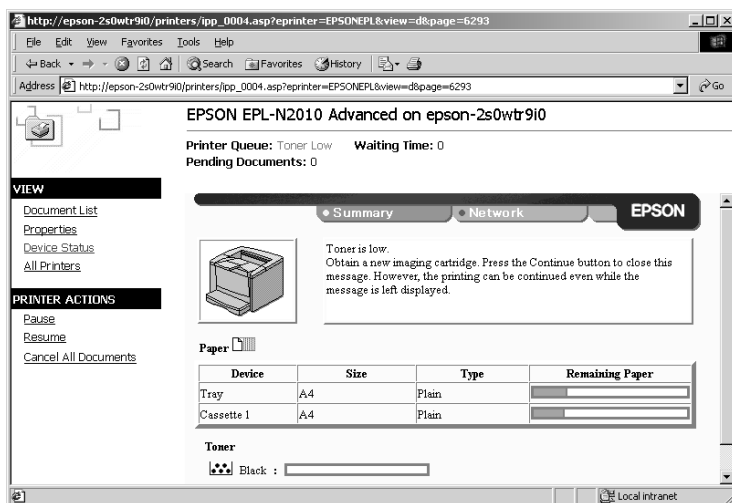 http://epson-2s0wtr9i0/printers/ipp_0004.asp?eprinter=EPSONEPL&view=d&page=6293
File Edit View Favorites Tools Help
Back Search Favorites History
Address http://epson-2s0wtr9i0/printers/ipp_0004.asp?eprinter=EPSONEPL&view=d&page=6293 Go
EPSON EPL-N2010 Advanced on epson-2s0wtr9i0
Printer Queue: Toner Low Waiting Time: 0
Pending Documents: 0
VIEW
Document List
Properties
Device Status
All Printers
PRINTER ACTIONS
Pause
Resume
Cancel All Documents
Summary Network EPSON
Toner is low.
Obtain a new imaging cartridge. Press the Continue button to close this
message. However, the printing can be continued even while the
message is left displayed.
Paper
Device Size Type Remaining Paper
Tray A4 Plain
Cassette 1 A4 Plain
Toner
Black :
Local intranet